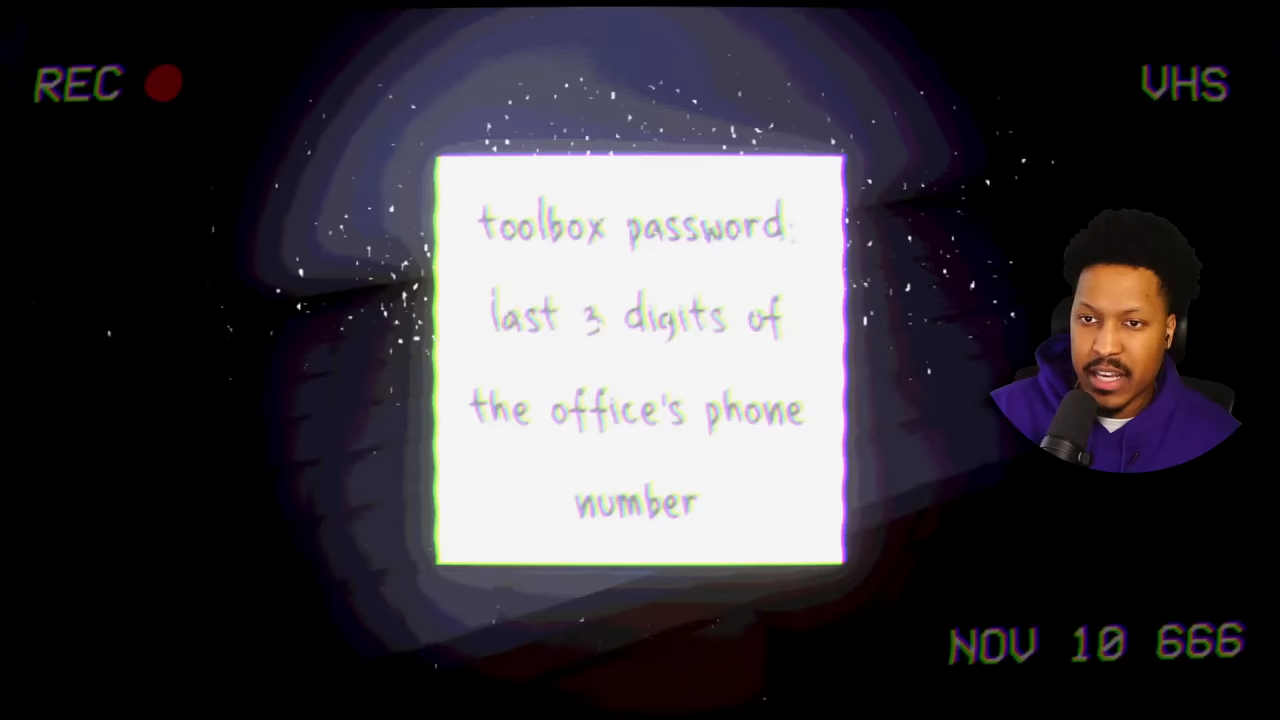 REC
VHS
toolbox password:
last 3 digits of
the office's phone
number
NOV 10 666